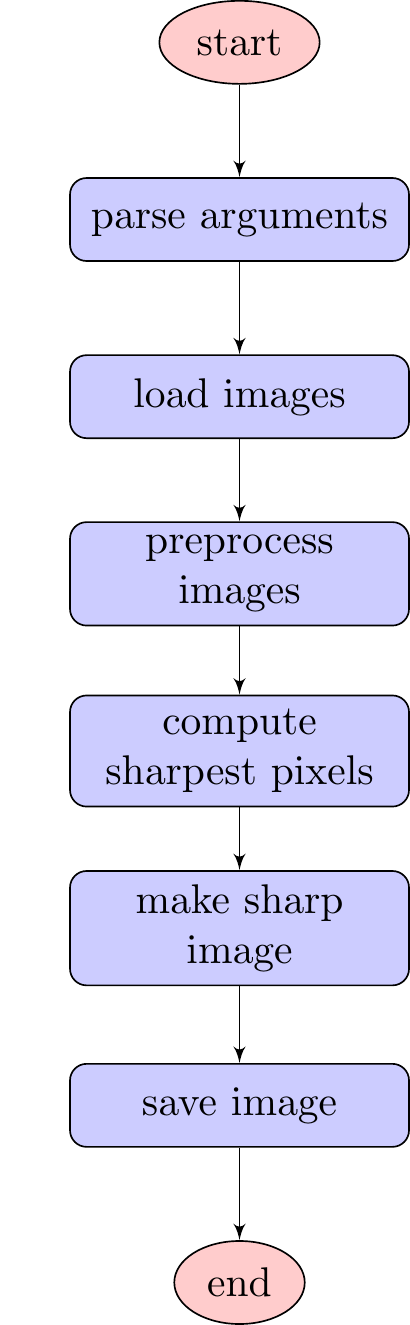 start
parse arguments
load images
preprocess
images
compute
sharpest pixels
make sharp
image
save image
end